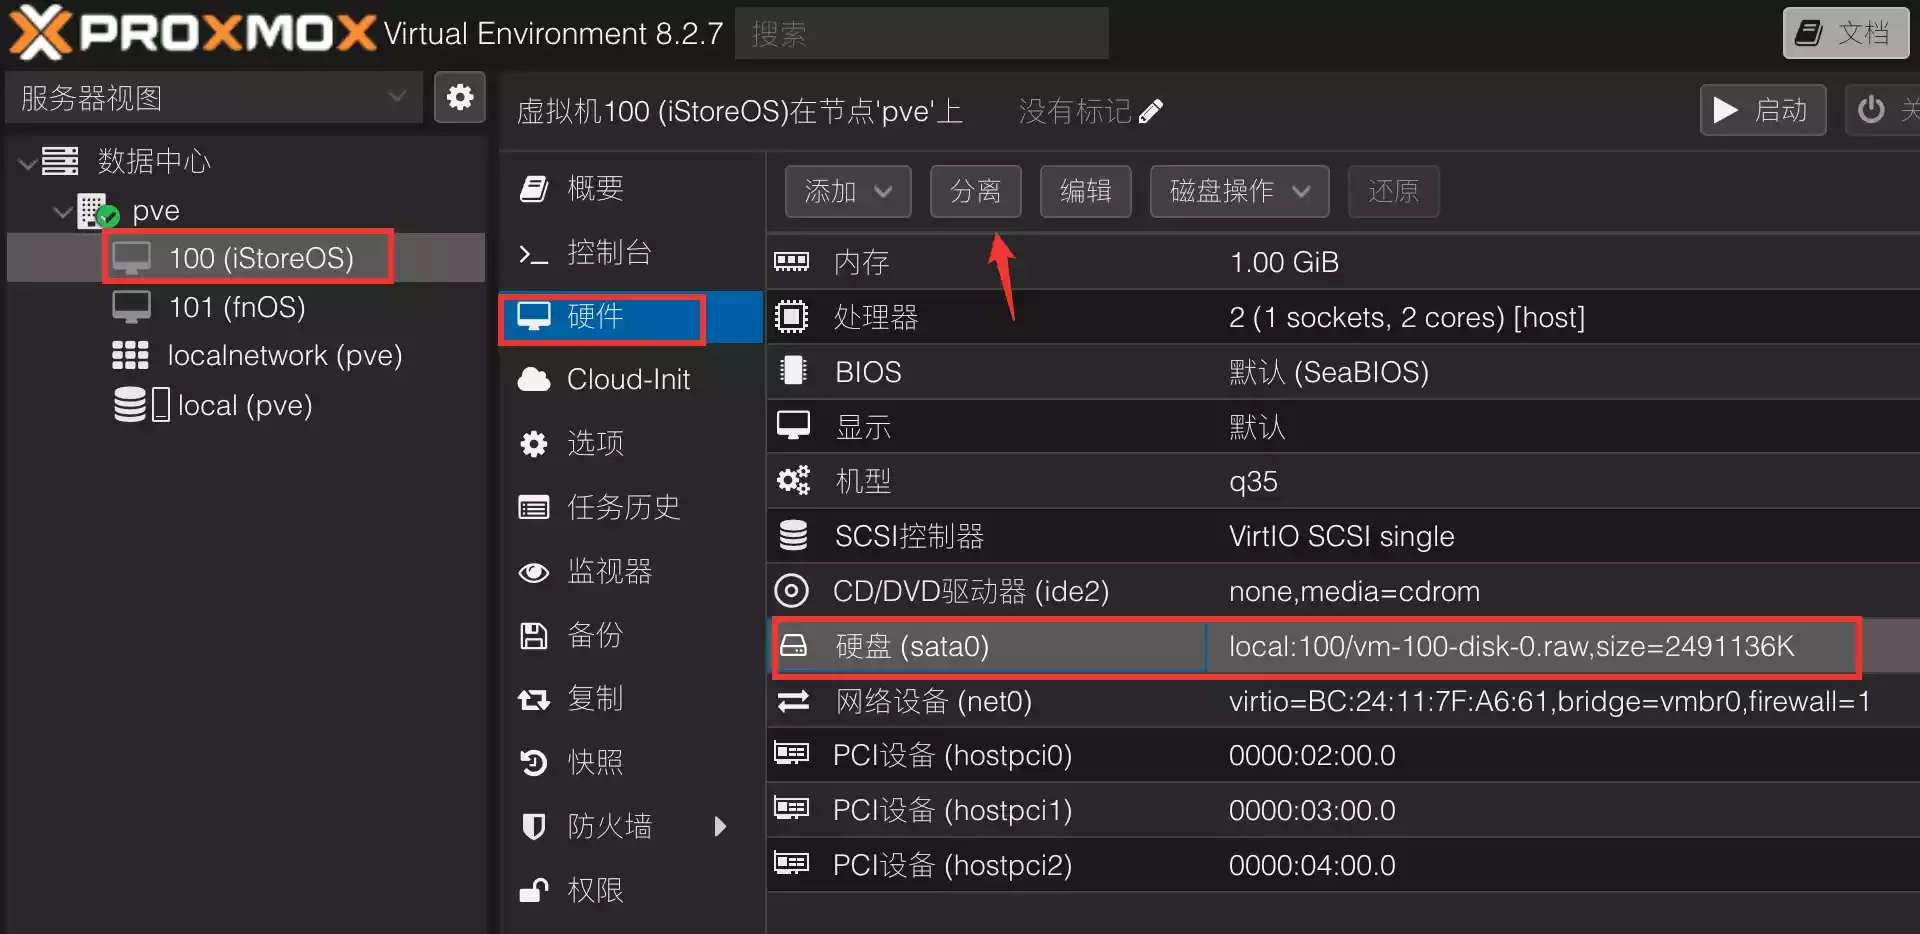 PROXMOX Virtual Environment 8.2.7 搜索 文档
服务器视图
虚拟机100 (iStoreOS)在节点'pve'上 没有标记 启动
数据中心
pve
100 (iStoreOS)
101 (fnOS)
localnetwork (pve)
local (pve)
概要
控制台
硬件
Cloud-Init
选项
任务历史
监视器
备份
复制
快照
防火墙
权限
添加 分离 编辑 磁盘操作 还原
内存 1.00 GiB
处理器 2 (1 sockets, 2 cores) [host]
BIOS 默认 (SeaBIOS)
显示 默认
机型 q35
SCSI控制器 VirtIO SCSI single
CD/DVD驱动器 (ide2) none,media=cdrom
硬盘 (sata0) local:100/vm-100-disk-0.raw,size=2491136K
网络设备 (net0) virtio=BC:24:11:7F:A6:61,bridge=vmbr0,firewall=1
PCI设备 (hostpci0) 0000:02:00.0
PCI设备 (hostpci1) 0000:03:00.0
PCI设备 (hostpci2) 0000:04:00.0